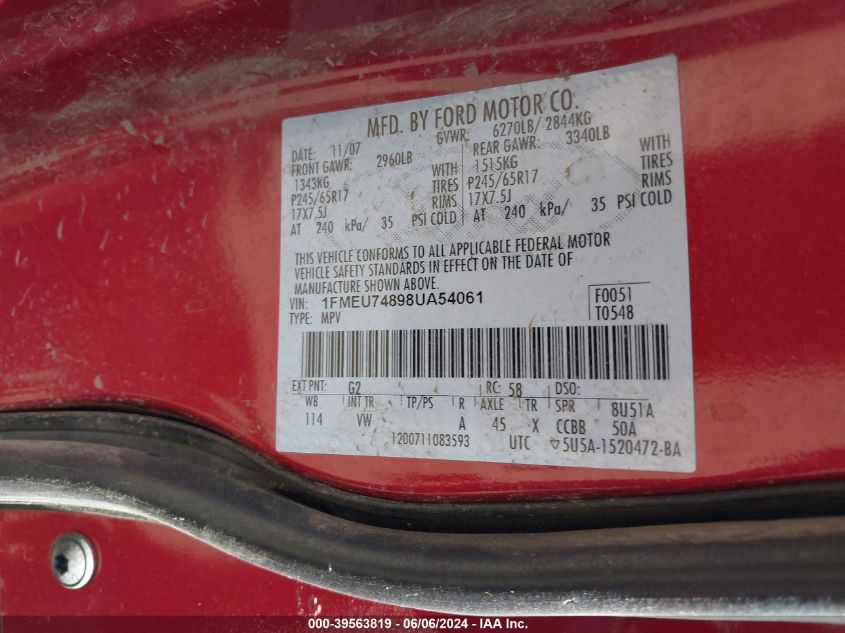 MFD. BY FORD MOTOR CO.
DATE: 11/07 GVWR: 6270LB/ 2844KG
FRONT GAWR: 2960LB REAR GAWR: 3340LB
1343KG WITH 1515KG WITH
P245/65R17 TIRES P245/65R17 TIRES
17X7.5J RIMS 17X7.5J RIMS
AT 240 kPa/ 35 PSI COLD AT 240 kPa/ 35 PSI COLD
THIS VEHICLE CONFORMS TO ALL APPLICABLE FEDERAL MOTOR
VEHICLE SAFETY STANDARDS IN EFFECT ON THE DATE OF
MANUFACTURE SHOWN ABOVE.
VIN: 1FMEU74898UA54061 F0051
TYPE: MPV T0548
EXT PNT: G2 RC: 58 DSO:
WB INT TR TP/PS R AXLE TR SPR 8U51A
114 VW A 45 X CCBB 50A
1200711083593 UTC ▽5U5A-1520472-BA
000-39563819 - 06/06/2024 - IAA Inc.